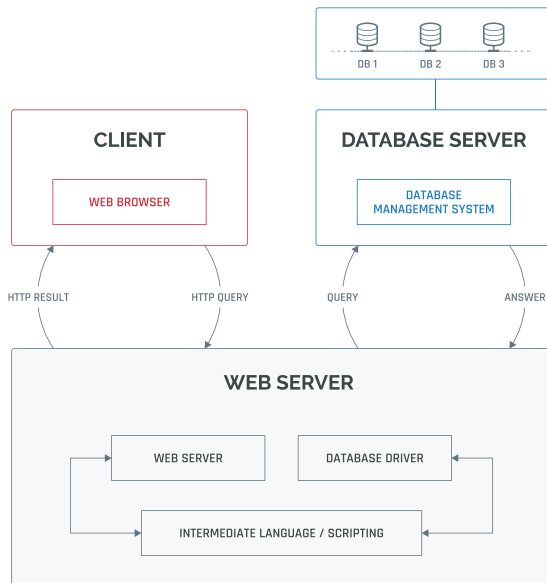 DB 1
DB 2
DB 3
CLIENT
DATABASE SERVER
WEB BROWSER
DATABASE
MANAGEMENT SYSTEM
HTTP RESULT
HTTP QUERY
QUERY
ANSWER
WEB SERVER
WEB SERVER
DATABASE DRIVER
INTERMEDIATE LANGUAGE / SCRIPTING